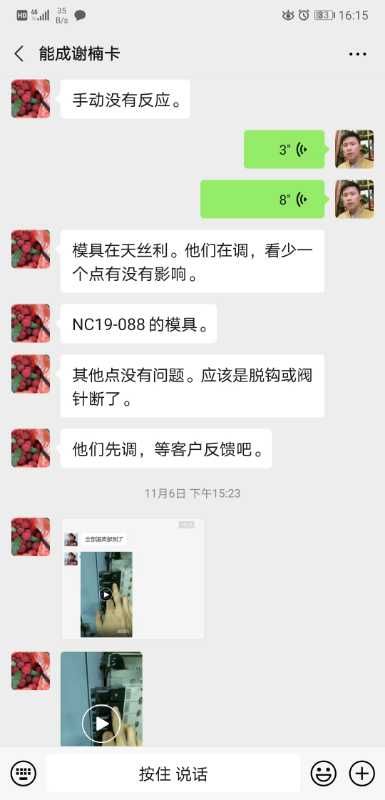 HD 4G 35 B/s 83 16:15
能成谢楠卡
手动没有反应。
3"
8"
模具在天丝利。他们在调，看少一
个点有没有影响。
NC19-088 的模具。
其他点没有问题。应该是脱钩或阀
针断了。
他们先调，等客户反馈吧。
11月6日 下午15:23
按住 说话